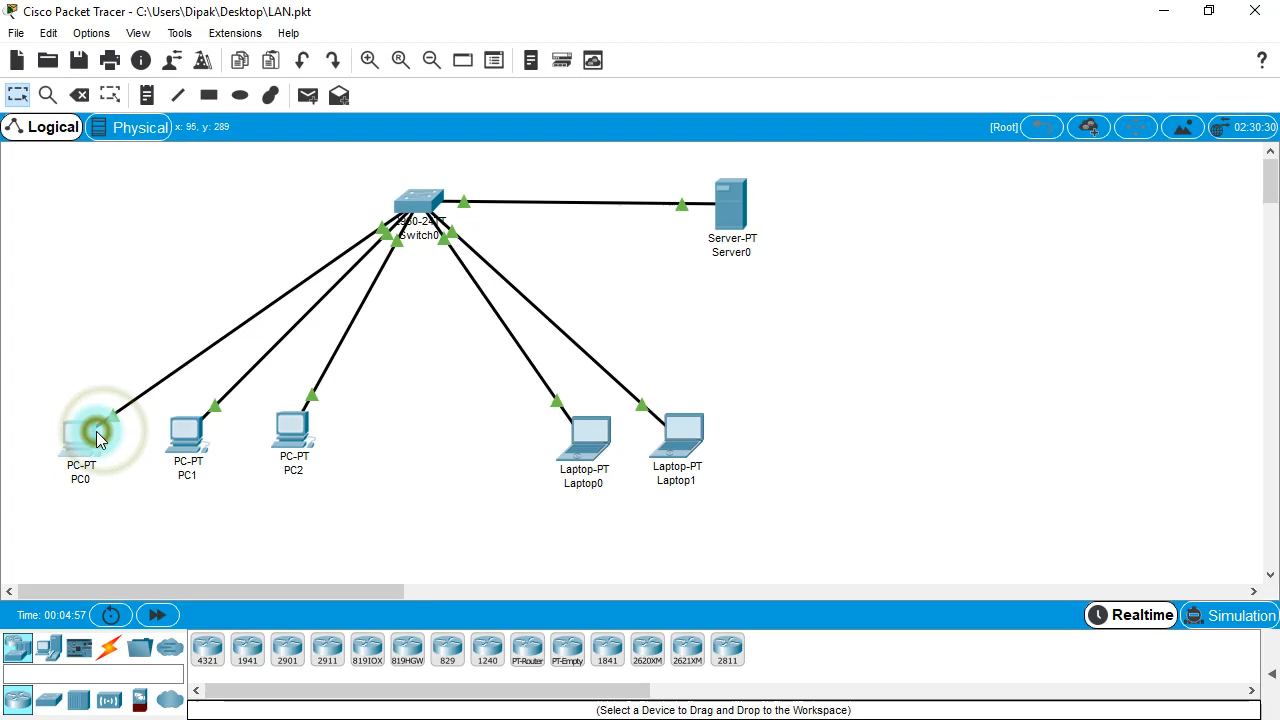 Cisco Packet Tracer - C:\Users\Dipak\Desktop\LAN.pkt
File Edit Options View Tools Extensions Help
Logical Physical x: 95, y: 289 [Root] 02:30:30
Switch0
Server-PT
Server0
PC-PT
PC0
PC-PT
PC1
PC-PT
PC2
Laptop-PT
Laptop0
Laptop-PT
Laptop1
Time: 00:04:57 Realtime Simulation
4321 1941 2901 2911 819IOX 819HGW 829 1240 PT-Router PT-Empty 1841 2620XM 2621XM 2811
(Select a Device to Drag and Drop to the Workspace)